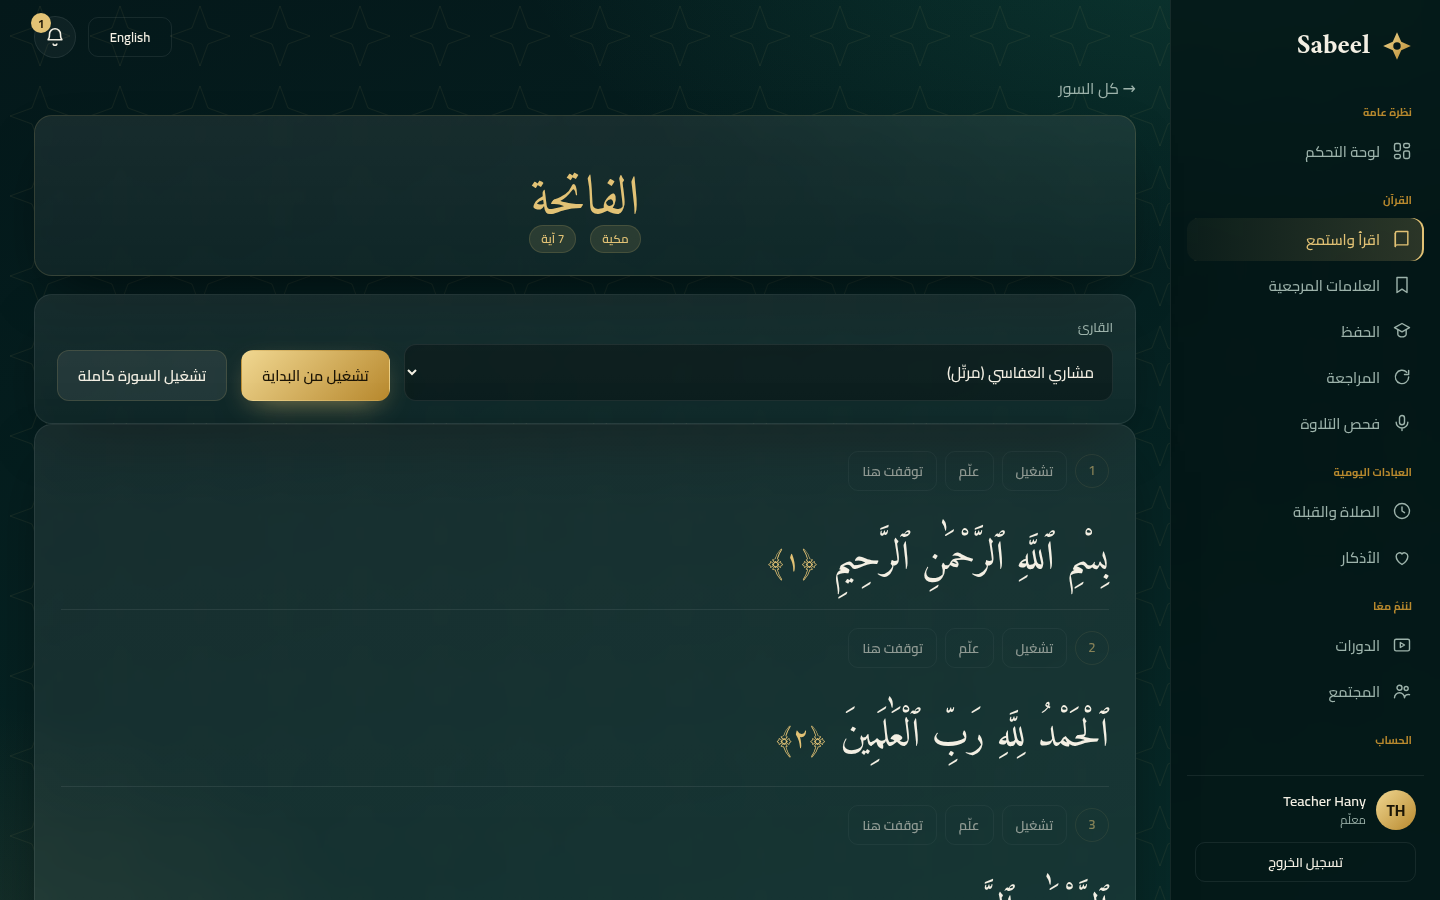 Sabeel
نظرة عامة
لوحة التحكم
القرآن
اقرأ واستمع
العلامات المرجعية
الحفظ
المراجعة
فحص التلاوة
العبادات اليومية
الصلاة والقبلة
الأذكار
لننمُ معًا
الدورات
المجتمع
الحساب
TH
Teacher Hany
معلّم
تسجيل الخروج
English
1
→ كل السور
الفاتحة
مكية 7 آية
القارئ
مشاري العفاسي (مرتّل) تشغيل من البداية تشغيل السورة كاملة
1 تشغيل علّم توقفت هنا
بِسْمِ ٱللَّهِ ٱلرَّحْمَٰنِ ٱلرَّحِيمِ ﴿١﴾
2 تشغيل علّم توقفت هنا
ٱلْحَمْدُ لِلَّهِ رَبِّ ٱلْعَٰلَمِينَ ﴿٢﴾
3 تشغيل علّم توقفت هنا